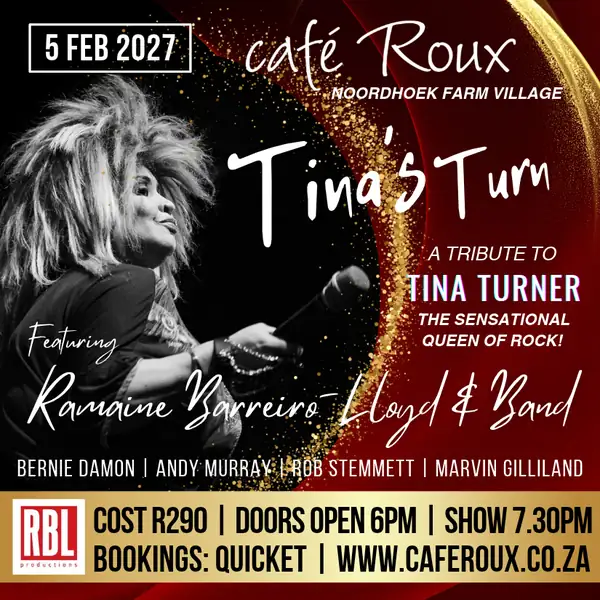 5 FEB 2027
café Roux
NOORDHOEK FARM VILLAGE
Tina's Turn
A TRIBUTE TO
TINA TURNER
THE SENSATIONAL
QUEEN OF ROCK!
Featuring
Ramaine Barreiro-Lloyd & Band
BERNIE DAMON | ANDY MURRAY | ROB STEMMETT | MARVIN GILLILAND
RBL
productions
COST R290 | DOORS OPEN 6PM | SHOW 7.30PM
BOOKINGS: QUICKET | WWW.CAFEROUX.CO.ZA